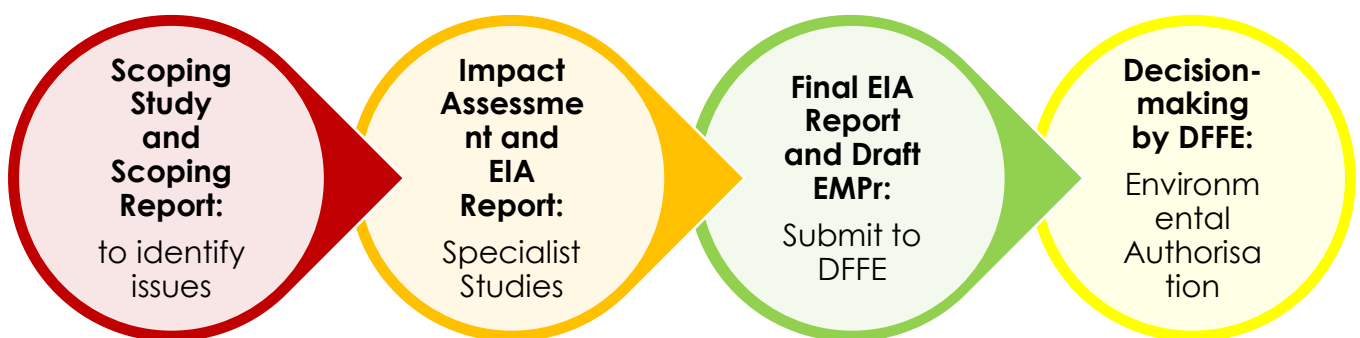 Scoping
Study
and
Scoping
Report:
to identify
issues
Impact
Assessme
nt and
EIA
Report:
Specialist
Studies
Final EIA
Report
and Draft
EMPr:
Submit to
DFFE
Decision-
making
by DFFE:
Environm
ental
Authorisa
tion